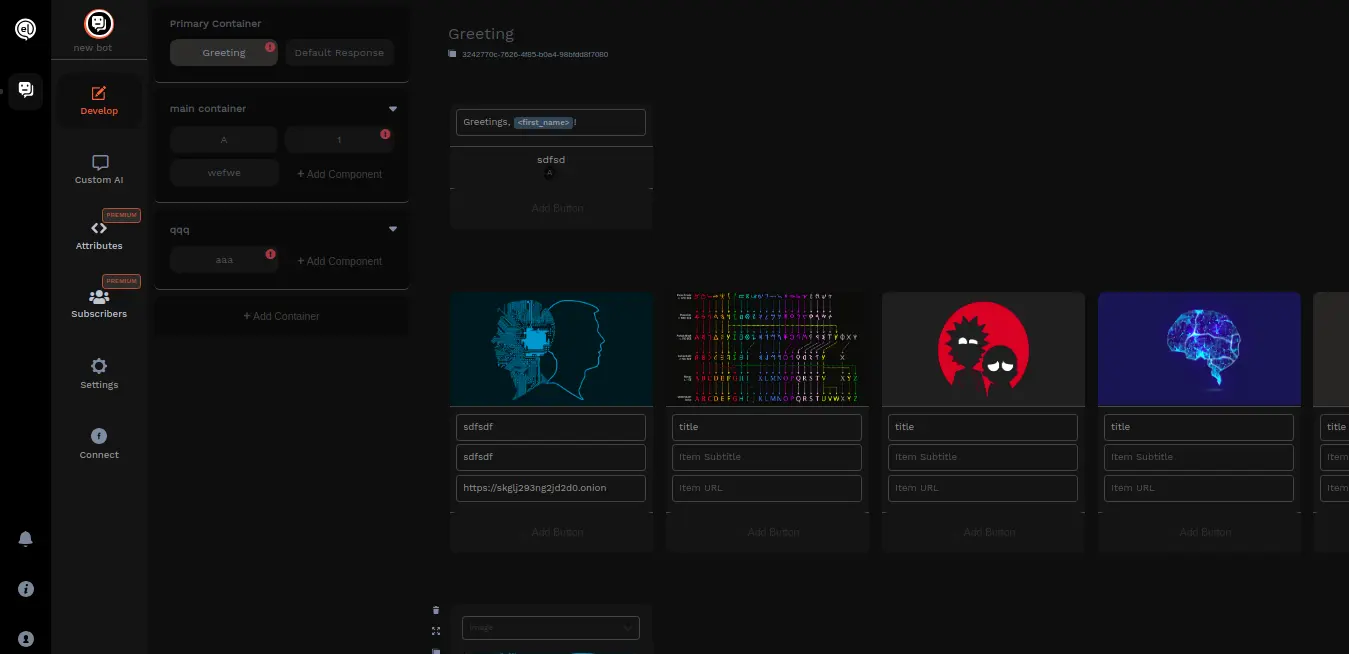 el
new bot
Develop
Custom AI
PREMIUM
Attributes
PREMIUM
Subscribers
Settings
Connect
Primary Container
Greeting
Default Response
main container
A
1
wefwe
+ Add Component
qqq
aaa
+ Add Component
+ Add Container
Greeting
3242770c-7626-4f85-b0a4-98bfdd8f7080
Greetings, <first_name> !
sdfsd
A
Add Button
sdfsdf
sdfsdf
https://skglj293ng2jd2d0.onion
Add Button
title
Item Subtitle
Item URL
Add Button
title
Item Subtitle
Item URL
Add Button
title
Item Subtitle
Item URL
Add Button
title
Item
Item
Image